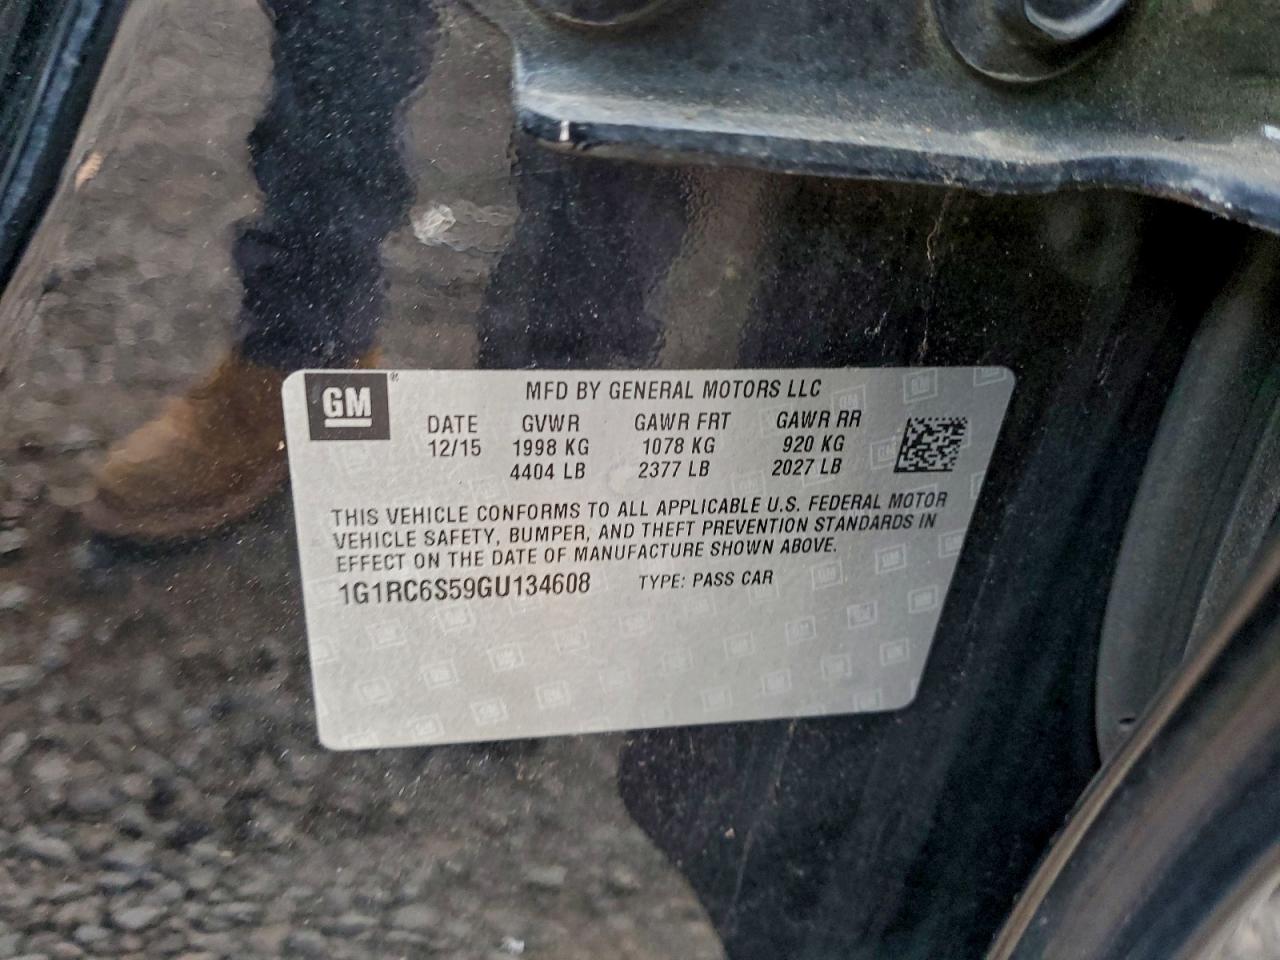 GM®
MFD BY GENERAL MOTORS LLC
DATE GVWR GAWR FRT GAWR RR
12/15 1998 KG 1078 KG 920 KG
4404 LB 2377 LB 2027 LB
THIS VEHICLE CONFORMS TO ALL APPLICABLE U.S. FEDERAL MOTOR
VEHICLE SAFETY, BUMPER, AND THEFT PREVENTION STANDARDS IN
EFFECT ON THE DATE OF MANUFACTURE SHOWN ABOVE.
1G1RC6S59GU134608 TYPE: PASS CAR